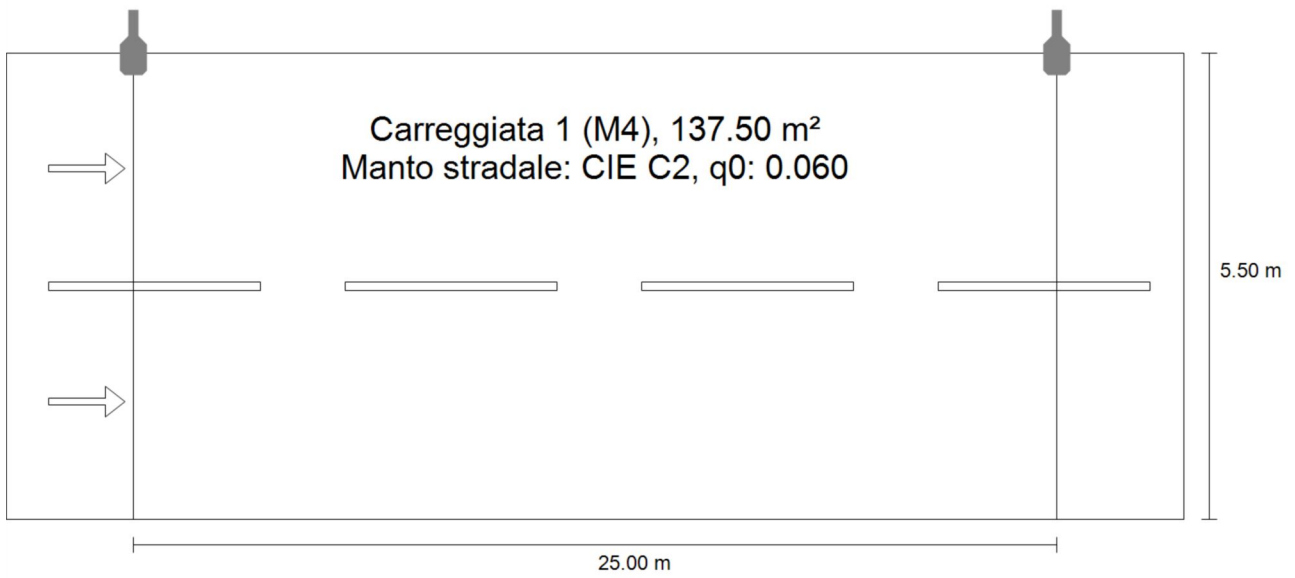 Carreggiata 1 (M4), 137.50 m²
Manto stradale: CIE C2, q0: 0.060
5.50 m
25.00 m